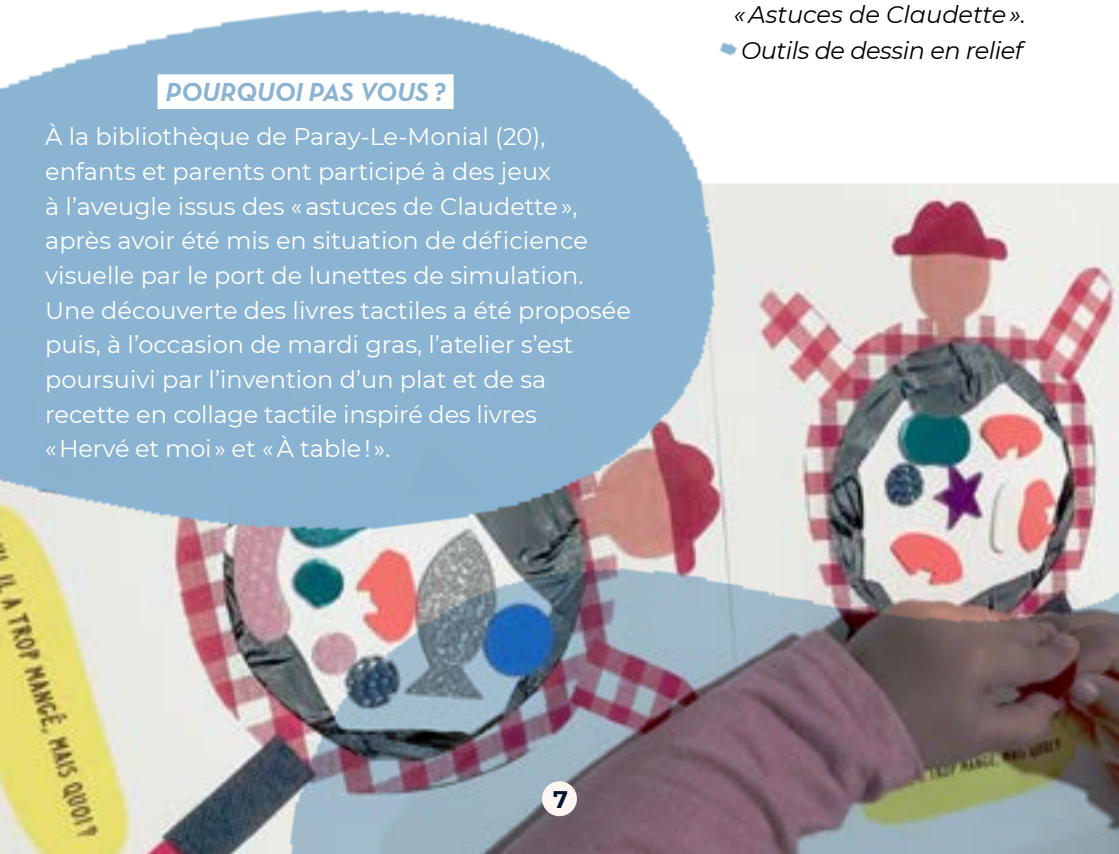 «Astuces de Claudette».
Outils de dessin en relief
POURQUOI PAS VOUS?
À la bibliothèque de Paray-Le-Monial (20),
enfants et parents ont participé à des jeux
à l'aveugle issus des «astuces de Claudette»,
après avoir été mis en situation de déficience
visuelle par le port de lunettes de simulation.
Une découverte des livres tactiles a été proposée
puis, à l'occasion de mardi gras, l'atelier s'est
poursuivi par l'invention d'un plat et de sa
recette en collage tactile inspiré des livres
«Hervé et moi» et «À table!».
IL A TROP MANGÉ, MAIS QUOI?
TROP MANGÉ, MAIS QUOI?
7